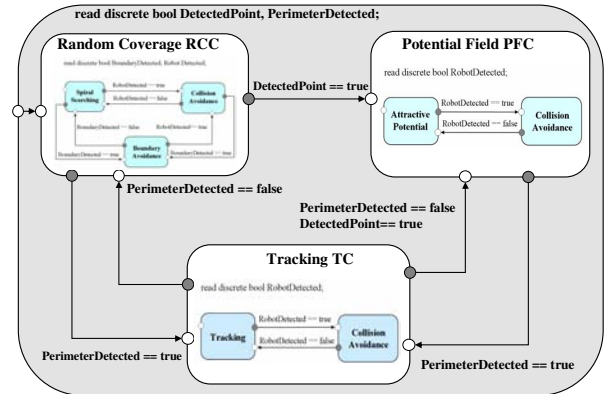 read discrete bool DetectedPoint, PerimeterDetected;
Random Coverage RCC
read discrete bool BoundaryDetected, Robot Detected;
Spiral
Searching
RobotDetected == true
RobotDetected == false
Collision
Avoidance
BoundaryDetected == false
RobotDetected == true
Boundary
Avoidance
BoundaryDetected == true
BoundaryDetected == true
DetectedPoint == true
Potential Field PFC
read discrete bool RobotDetected;
Attractive
Potential
RobotDetected == true
RobotDetected == false
Collision
Avoidance
PerimeterDetected == false
PerimeterDetected == false
DetectedPoint== true
Tracking TC
read discrete bool RobotDetected;
Tracking
RobotDetected == true
RobotDetected == false
Collision
Avoidance
PerimeterDetected == true
PerimeterDetected == true